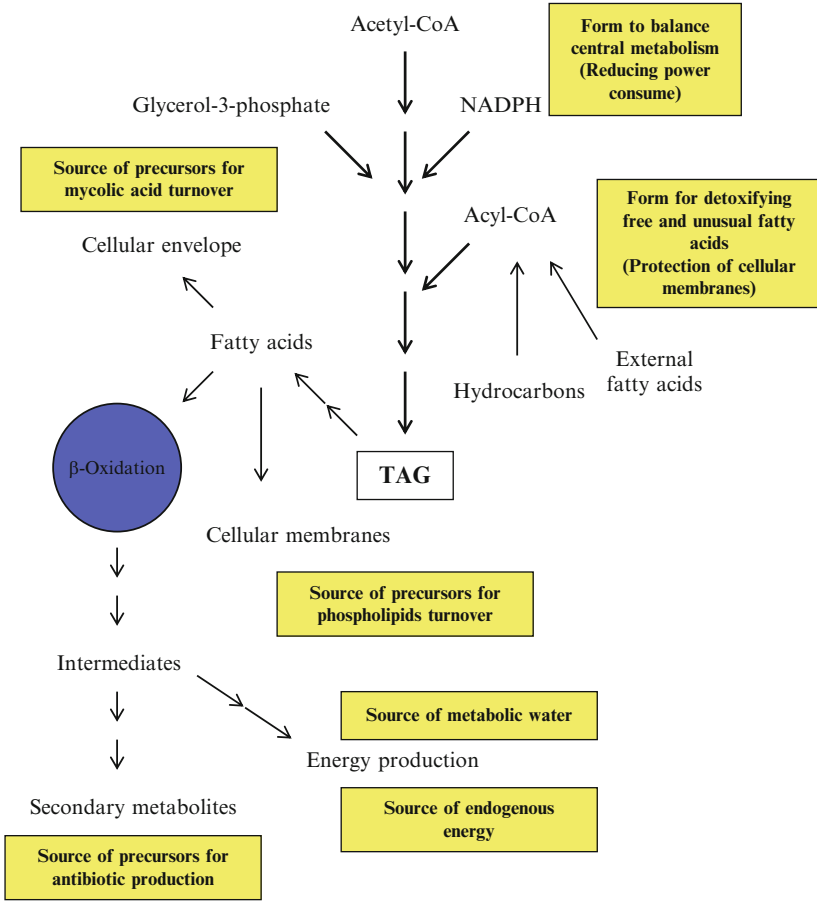 Acetyl-CoA
Form to balance
central metabolism
(Reducing power
consume)
Glycerol-3-phosphate
NADPH
Source of precursors for
mycolic acid turnover
Form for detoxifying
free and unusual fatty
acids
(Protection of cellular
membranes)
Acyl-CoA
Cellular envelope
Fatty acids
Hydrocarbons
External
fatty acids
β-Oxidation
TAG
Cellular membranes
Source of precursors for
phospholipids turnover
Intermediates
Source of metabolic water
Energy production
Secondary metabolites
Source of endogenous
energy
Source of precursors for
antibiotic production